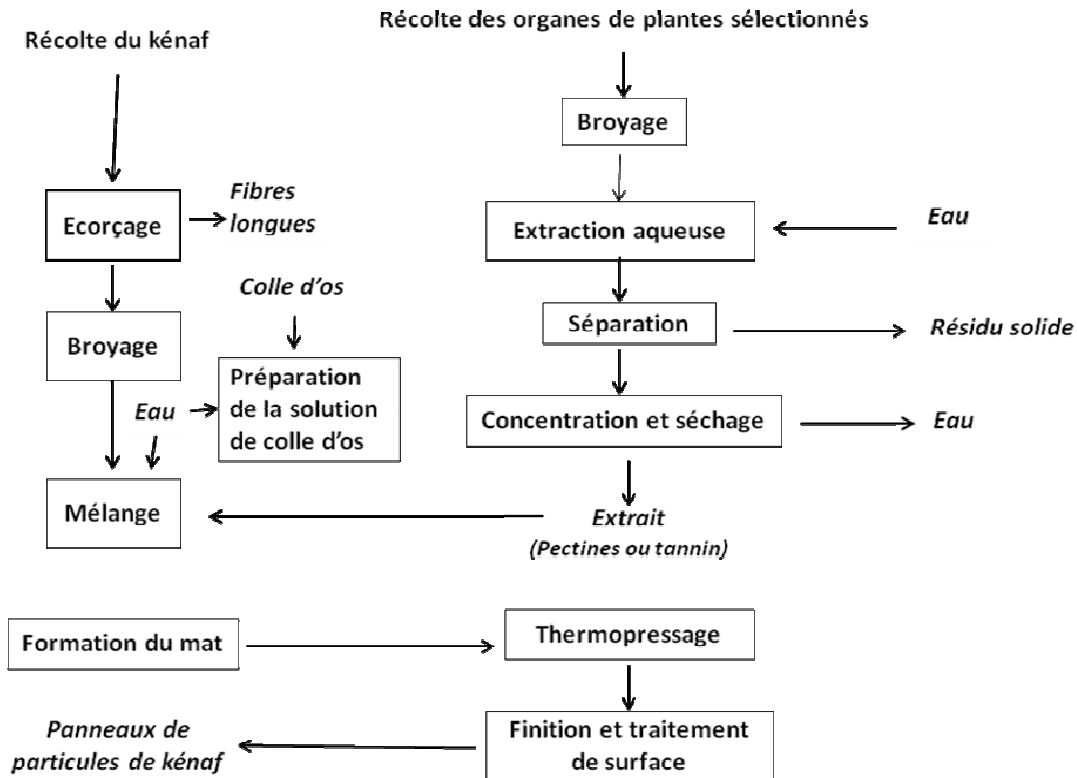 Récolte du kénaf
Ecorçage
Fibres
longues
Broyage
Colle d'os
Eau
Préparation
de la solution
de colle d'os
Mélange
Récolte des organes de plantes sélectionnés
Broyage
Extraction aqueuse
Eau
Séparation
Résidu solide
Concentration et séchage
Eau
Extrait
(Pectines ou tannin)
Formation du mat
Thermopressage
Finition et traitement
de surface
Panneaux de
particules de kénaf